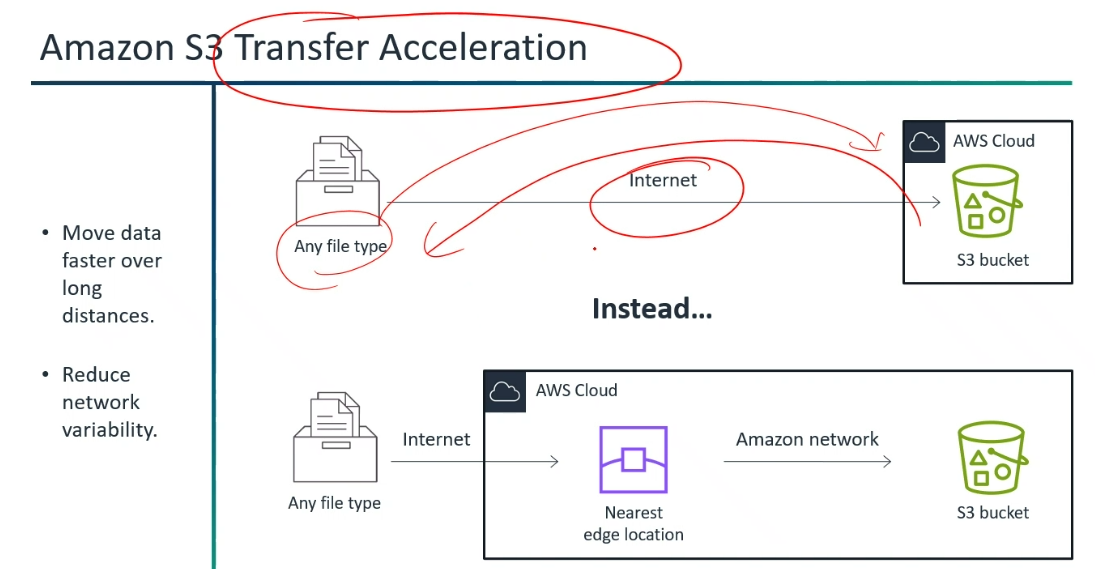 Amazon S3 Transfer Acceleration
• Move data
faster over
long
distances.
• Reduce
network
variability.
Any file type
Internet
AWS Cloud
S3 bucket
Instead...
Any file type
Internet
AWS Cloud
Nearest
edge location
Amazon network
S3 bucket